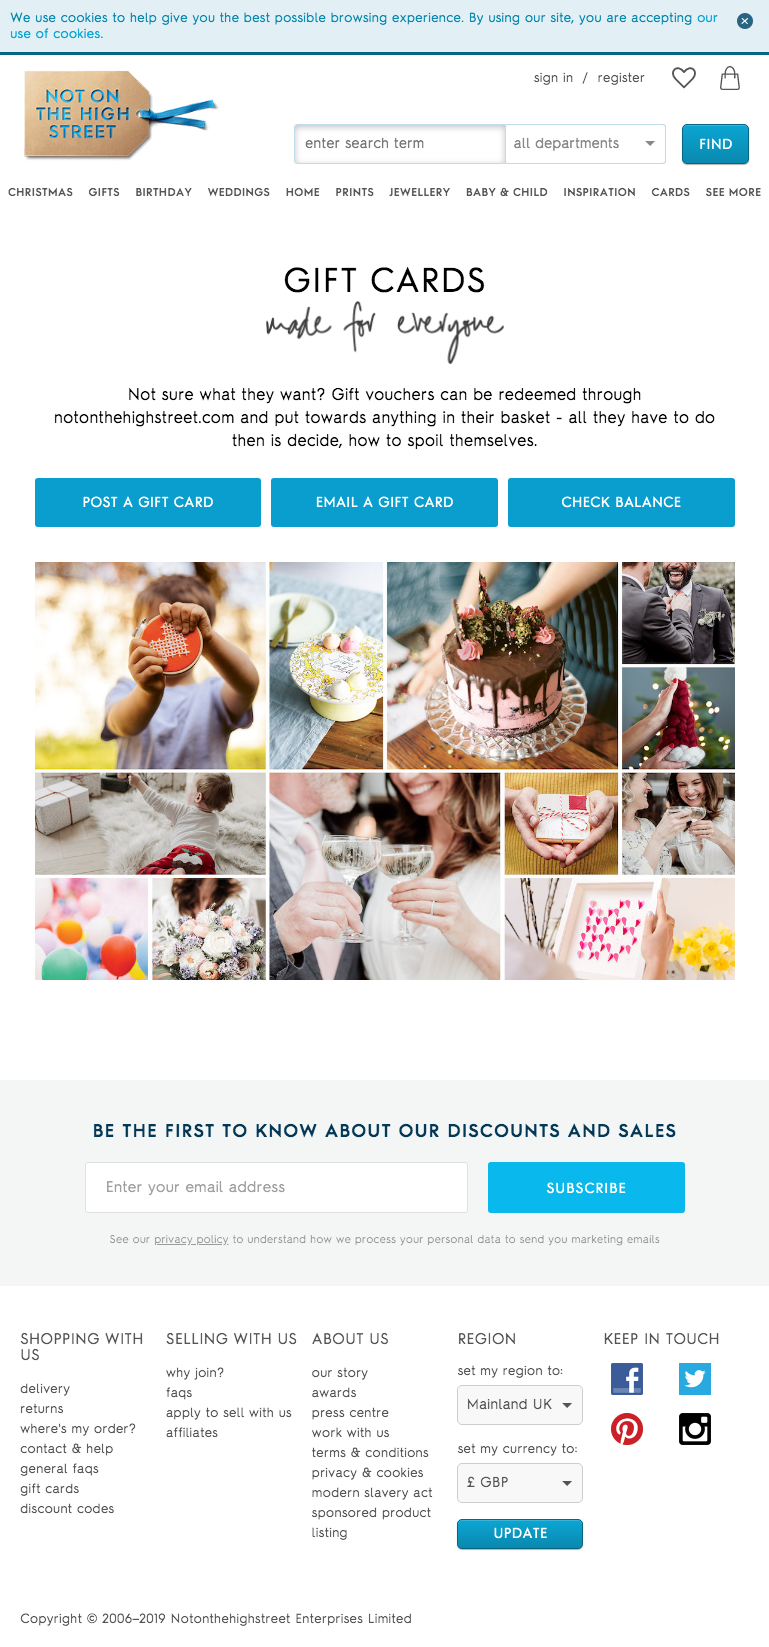 We use cookies to help give you the best possible browsing experience. By using our site, you are accepting our
use of cookies.
NOT ON
THE HIGH
STREET
sign in / register
enter search term
all departments
FIND
CHRISTMAS GIFTS BIRTHDAY WEDDINGS HOME PRINTS JEWELLERY BABY & CHILD INSPIRATION CARDS SEE MORE
GIFT CARDS
made for everyone
Not sure what they want? Gift vouchers can be redeemed through
notonthehighstreet.com and put towards anything in their basket - all they have to do
then is decide, how to spoil themselves.
POST A GIFT CARD
EMAIL A GIFT CARD
CHECK BALANCE
BE THE FIRST TO KNOW ABOUT OUR DISCOUNTS AND SALES
Enter your email address
SUBSCRIBE
See our privacy policy to understand how we process your personal data to send you marketing emails
SHOPPING WITH
US
delivery
returns
where's my order?
contact & help
general faqs
gift cards
discount codes
SELLING WITH US
why join?
faqs
apply to sell with us
affiliates
ABOUT US
our story
awards
press centre
work with us
terms & conditions
privacy & cookies
modern slavery act
sponsored product
listing
REGION
set my region to:
Mainland UK
set my currency to:
£ GBP
UPDATE
KEEP IN TOUCH
Copyright © 2006–2019 Notonthehighstreet Enterprises Limited